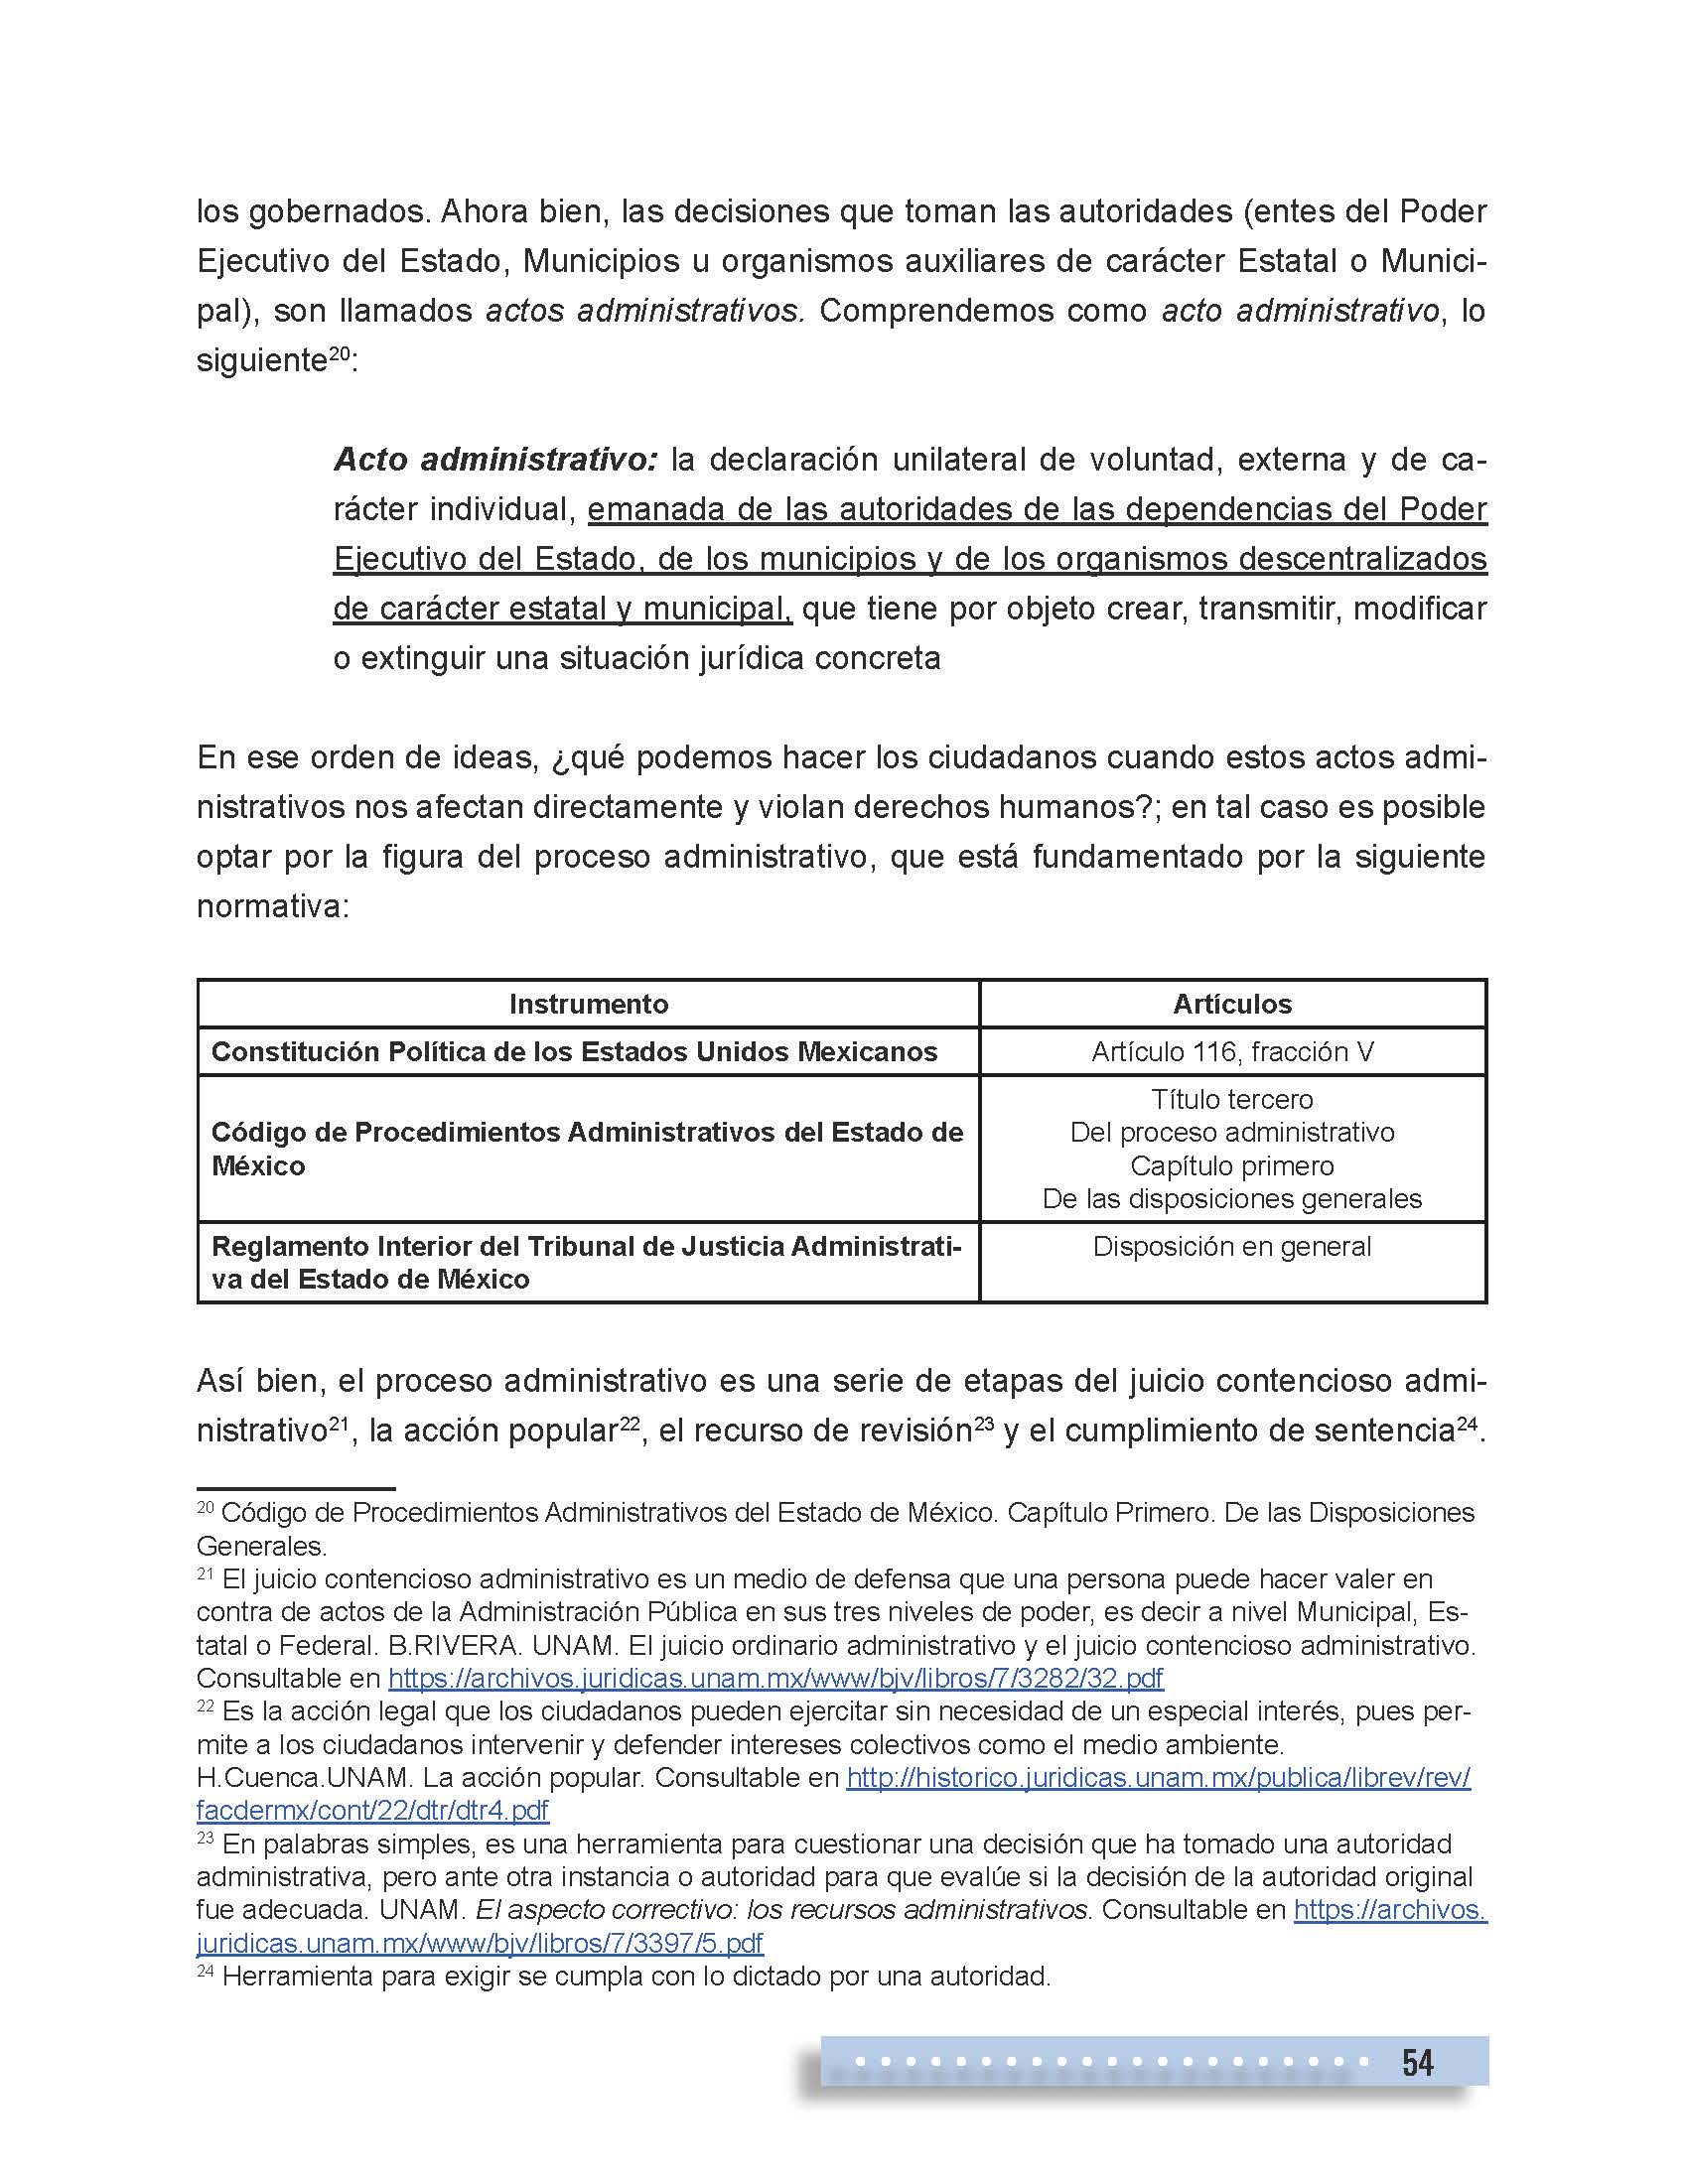 los gobernados. Ahora bien, las decisiones que toman las autoridades (entes del Poder
Ejecutivo del Estado, Municipios u organismos auxiliares de carácter Estatal o Munici-
pal), son llamados actos administrativos. Comprendemos como acto administrativo, lo
siguiente20:
Acto administrativo: la declaración unilateral de voluntad, externa y de ca-
rácter individual, emanada de las autoridades de las dependencias del Poder
Ejecutivo del Estado, de los municipios y de los organismos descentralizados
de carácter estatal y municipal, que tiene por objeto crear, transmitir, modificar
o extinguir una situación jurídica concreta
En ese orden de ideas, ¿qué podemos hacer los ciudadanos cuando estos actos admi-
nistrativos nos afectan directamente y violan derechos humanos?; en tal caso es posible
optar por la figura del proceso administrativo, que está fundamentado por la siguiente
normativa:
Instrumento Artículos
Constitución Política de los Estados Unidos Mexicanos Artículo 116, fracción V
Código de Procedimientos Administrativos del Estado de
México
Título tercero
Del proceso administrativo
Capítulo primero
De las disposiciones generales
Reglamento Interior del Tribunal de Justicia Administrati-
va del Estado de México
Disposición en general
Así bien, el proceso administrativo es una serie de etapas del juicio contencioso admi-
nistrativo21, la acción popular22, el recurso de revisión23 y el cumplimiento de sentencia24.
20 Código de Procedimientos Administrativos del Estado de México. Capítulo Primero. De las Disposiciones
Generales.
21 El juicio contencioso administrativo es un medio de defensa que una persona puede hacer valer en
contra de actos de la Administración Pública en sus tres niveles de poder, es decir a nivel Municipal, Es-
tatal o Federal. B.RIVERA. UNAM. El juicio ordinario administrativo y el juicio contencioso administrativo.
Consultable en https://archivos.juridicas.unam.mx/www/bjv/libros/7/3282/32.pdf
22 Es la acción legal que los ciudadanos pueden ejercitar sin necesidad de un especial interés, pues per-
mite a los ciudadanos intervenir y defender intereses colectivos como el medio ambiente.
H.Cuenca.UNAM. La acción popular. Consultable en http://historico.juridicas.unam.mx/publica/librev/rev/
facdermx/cont/22/dtr/dtr4.pdf
23 En palabras simples, es una herramienta para cuestionar una decisión que ha tomado una autoridad
administrativa, pero ante otra instancia o autoridad para que evalúe si la decisión de la autoridad original
fue adecuada. UNAM. El aspecto correctivo: los recursos administrativos. Consultable en https://archivos.
juridicas.unam.mx/www/bjv/libros/7/3397/5.pdf
24 Herramienta para exigir se cumpla con lo dictado por una autoridad.
54